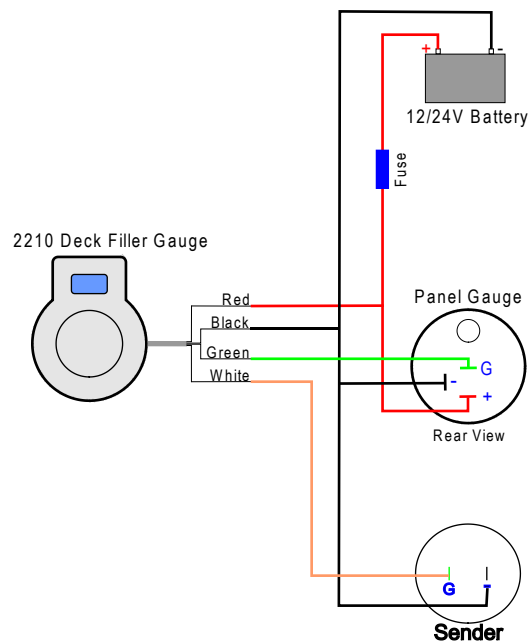 + -
12/24V Battery
Fuse
2210 Deck Filler Gauge
Red
Black
Green
White
Panel Gauge
G
-
+
Rear View
G -
Sender